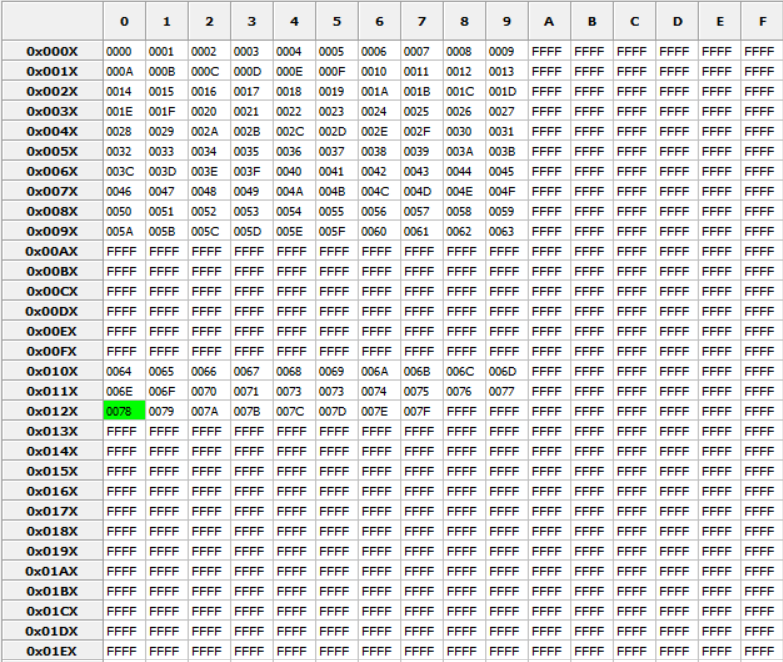 0 1 2 3 4 5 6 7 8 9 A B C D E F
0x000X 0000 0001 0002 0003 0004 0005 0006 0007 0008 0009 FFFF FFFF FFFF FFFF FFFF FFFF
0x001X 000A 000B 000C 000D 000E 000F 0010 0011 0012 0013 FFFF FFFF FFFF FFFF FFFF FFFF
0x002X 0014 0015 0016 0017 0018 0019 001A 001B 001C 001D FFFF FFFF FFFF FFFF FFFF FFFF
0x003X 001E 001F 0020 0021 0022 0023 0024 0025 0026 0027 FFFF FFFF FFFF FFFF FFFF FFFF
0x004X 0028 0029 002A 002B 002C 002D 002E 002F 0030 0031 FFFF FFFF FFFF FFFF FFFF FFFF
0x005X 0032 0033 0034 0035 0036 0037 0038 0039 003A 003B FFFF FFFF FFFF FFFF FFFF FFFF
0x006X 003C 003D 003E 003F 0040 0041 0042 0043 0044 0045 FFFF FFFF FFFF FFFF FFFF FFFF
0x007X 0046 0047 0048 0049 004A 004B 004C 004D 004E 004F FFFF FFFF FFFF FFFF FFFF FFFF
0x008X 0050 0051 0052 0053 0054 0055 0056 0057 0058 0059 FFFF FFFF FFFF FFFF FFFF FFFF
0x009X 005A 005B 005C 005D 005E 005F 0060 0061 0062 0063 FFFF FFFF FFFF FFFF FFFF FFFF
0x00AX FFFF FFFF FFFF FFFF FFFF FFFF FFFF FFFF FFFF FFFF FFFF FFFF FFFF FFFF FFFF FFFF
0x00BX FFFF FFFF FFFF FFFF FFFF FFFF FFFF FFFF FFFF FFFF FFFF FFFF FFFF FFFF FFFF FFFF
0x00CX FFFF FFFF FFFF FFFF FFFF FFFF FFFF FFFF FFFF FFFF FFFF FFFF FFFF FFFF FFFF FFFF
0x00DX FFFF FFFF FFFF FFFF FFFF FFFF FFFF FFFF FFFF FFFF FFFF FFFF FFFF FFFF FFFF FFFF
0x00EX FFFF FFFF FFFF FFFF FFFF FFFF FFFF FFFF FFFF FFFF FFFF FFFF FFFF FFFF FFFF FFFF
0x00FX FFFF FFFF FFFF FFFF FFFF FFFF FFFF FFFF FFFF FFFF FFFF FFFF FFFF FFFF FFFF FFFF
0x010X 0064 0065 0066 0067 0068 0069 006A 006B 006C 006D FFFF FFFF FFFF FFFF FFFF FFFF
0x011X 006E 006F 0070 0071 0073 0073 0074 0075 0076 0077 FFFF FFFF FFFF FFFF FFFF FFFF
0x012X 0078 0079 007A 007B 007C 007D 007E 007F FFFF FFFF FFFF FFFF FFFF FFFF FFFF FFFF
0x013X FFFF FFFF FFFF FFFF FFFF FFFF FFFF FFFF FFFF FFFF FFFF FFFF FFFF FFFF FFFF FFFF
0x014X FFFF FFFF FFFF FFFF FFFF FFFF FFFF FFFF FFFF FFFF FFFF FFFF FFFF FFFF FFFF FFFF
0x015X FFFF FFFF FFFF FFFF FFFF FFFF FFFF FFFF FFFF FFFF FFFF FFFF FFFF FFFF FFFF FFFF
0x016X FFFF FFFF FFFF FFFF FFFF FFFF FFFF FFFF FFFF FFFF FFFF FFFF FFFF FFFF FFFF FFFF
0x017X FFFF FFFF FFFF FFFF FFFF FFFF FFFF FFFF FFFF FFFF FFFF FFFF FFFF FFFF FFFF FFFF
0x018X FFFF FFFF FFFF FFFF FFFF FFFF FFFF FFFF FFFF FFFF FFFF FFFF FFFF FFFF FFFF FFFF
0x019X FFFF FFFF FFFF FFFF FFFF FFFF FFFF FFFF FFFF FFFF FFFF FFFF FFFF FFFF FFFF FFFF
0x01AX FFFF FFFF FFFF FFFF FFFF FFFF FFFF FFFF FFFF FFFF FFFF FFFF FFFF FFFF FFFF FFFF
0x01BX FFFF FFFF FFFF FFFF FFFF FFFF FFFF FFFF FFFF FFFF FFFF FFFF FFFF FFFF FFFF FFFF
0x01CX FFFF FFFF FFFF FFFF FFFF FFFF FFFF FFFF FFFF FFFF FFFF FFFF FFFF FFFF FFFF FFFF
0x01DX FFFF FFFF FFFF FFFF FFFF FFFF FFFF FFFF FFFF FFFF FFFF FFFF FFFF FFFF FFFF FFFF
0x01EX FFFF FFFF FFFF FFFF FFFF FFFF FFFF FFFF FFFF FFFF FFFF FFFF FFFF FFFF FFFF FFFF